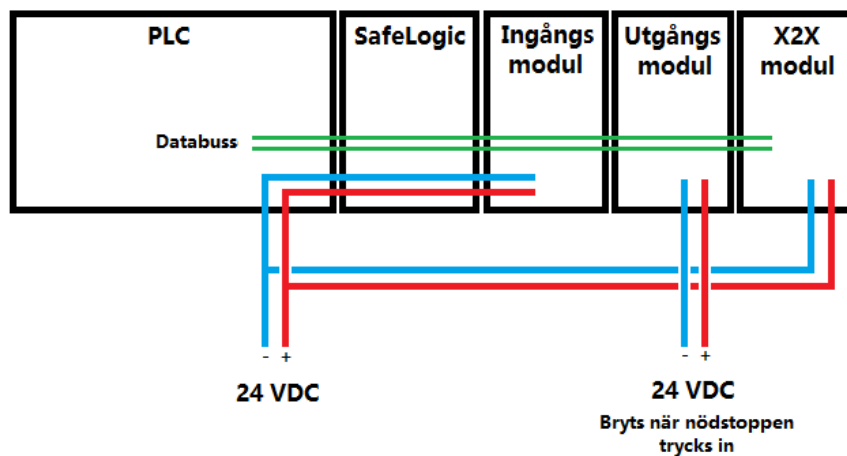 PLC
SafeLogic
Ingångs
modul
Utgångs
modul
X2X
modul
Databuss
- +
24 VDC
- +
24 VDC
Bryts när nödstoppen
trycks in